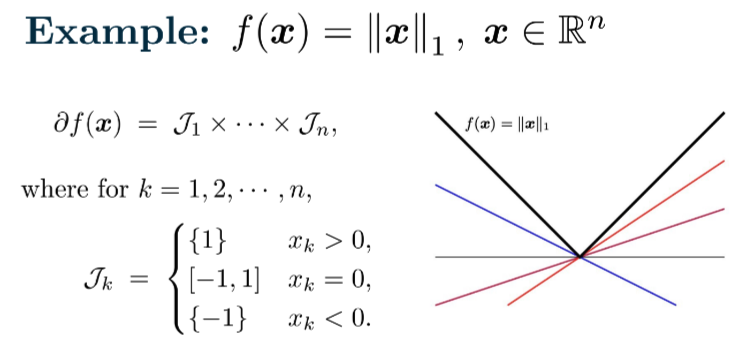 Example: f(x) = ‖x‖₁ , x ∈ ℝⁿ
∂f(x) = 𝒥₁ × ⋯ × 𝒥ₙ,
where for k = 1, 2, ⋯ , n,
𝒥ₖ = { {1} xₖ > 0,
[−1, 1] xₖ = 0,
{−1} xₖ < 0.
f(x) = ‖x‖₁